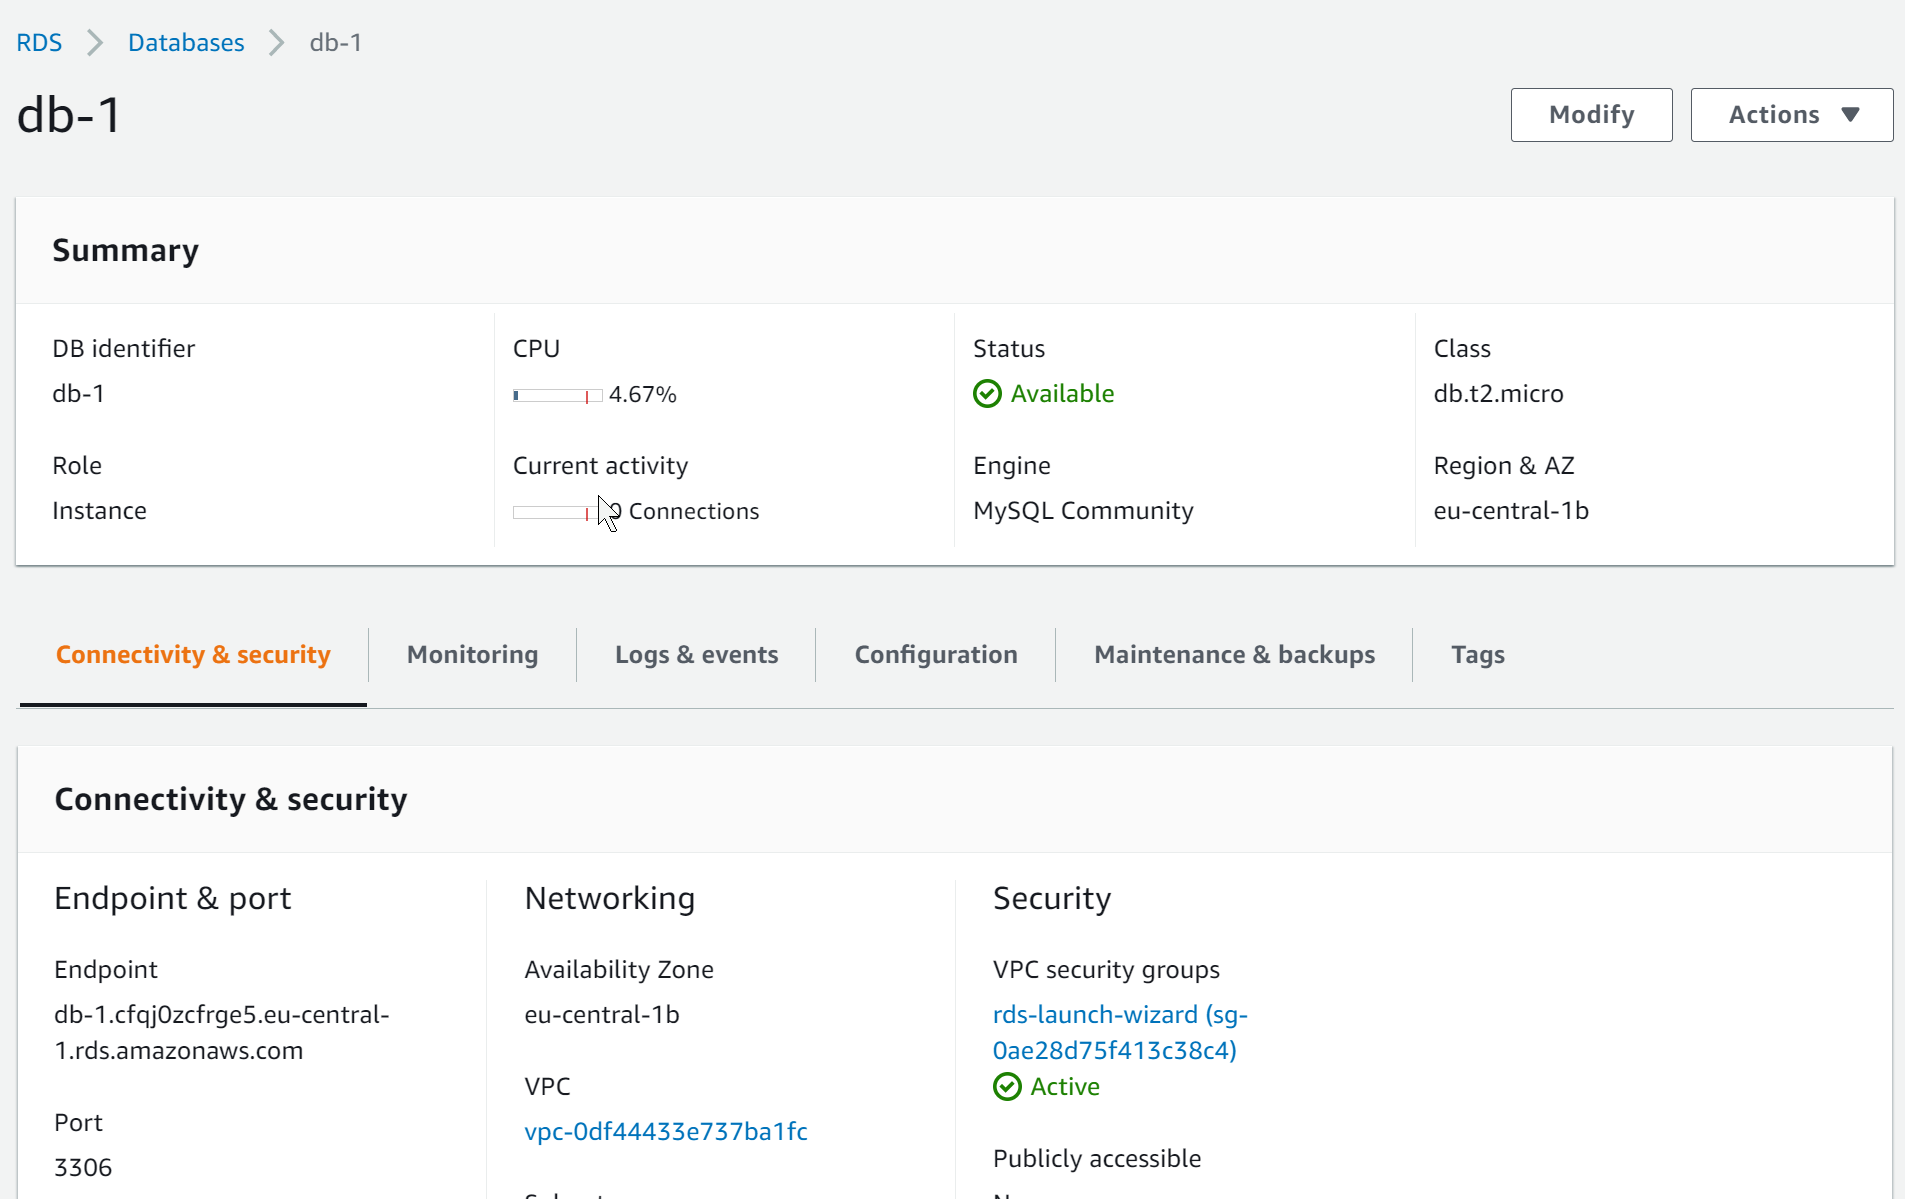 RDS > Databases > db-1
db-1
Modify
Actions
Summary
DB identifier
db-1
CPU
4.67%
Status
Available
Class
db.t2.micro
Role
Instance
Current activity
0 Connections
Engine
MySQL Community
Region & AZ
eu-central-1b
Connectivity & security
Monitoring
Logs & events
Configuration
Maintenance & backups
Tags
Connectivity & security
Endpoint & port
Endpoint
db-1.cfqj0zcfrge5.eu-central-
1.rds.amazonaws.com
Port
3306
Networking
Availability Zone
eu-central-1b
VPC
vpc-0df44433e737ba1fc
Security
VPC security groups
rds-launch-wizard (sg-
0ae28d75f413c38c4)
Active
Publicly accessible